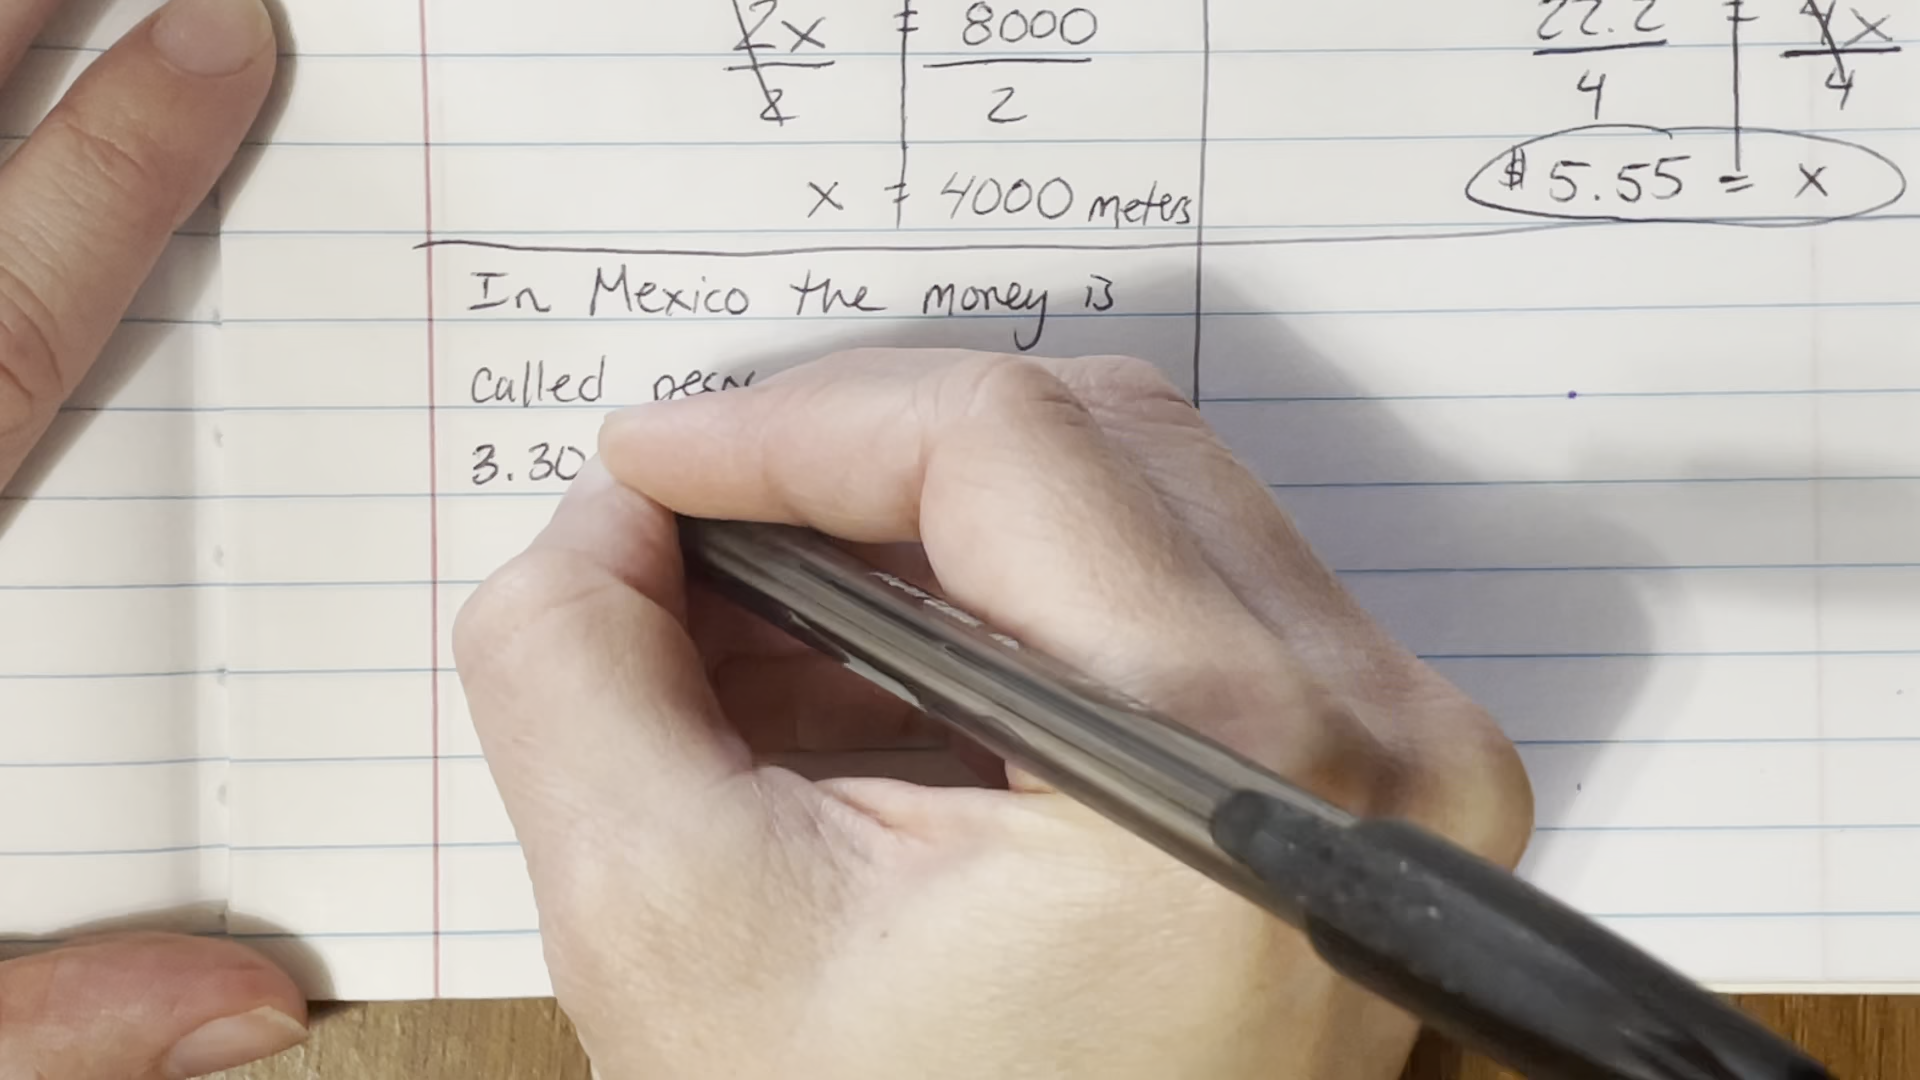 2x = 8000
2 2
x = 4000 meters
22.2 = 4x
4 4
$5.55 = x
In Mexico the money is
called
3.30